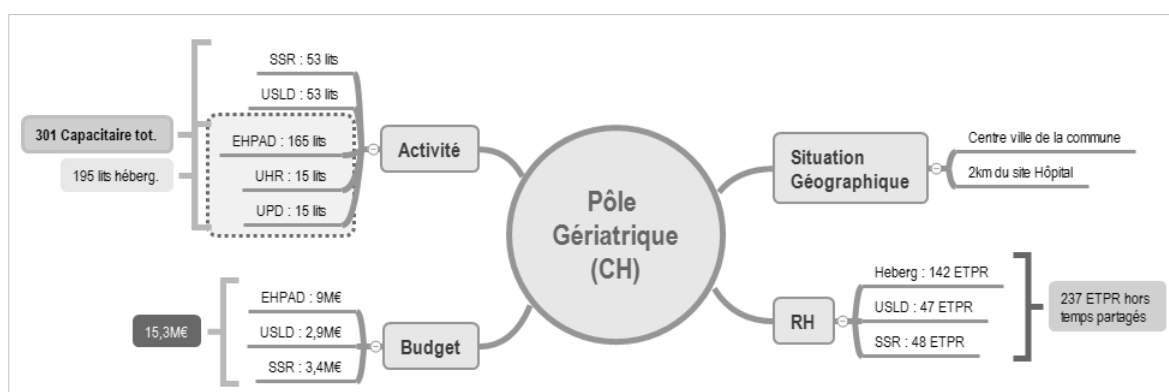 SSR : 53 lits
USLD : 53 lits
EHPAD : 165 lits
UHR : 15 lits
UPD : 15 lits
301 Capacitaire tot.
195 lits héberg.
Activité
Pôle
Gériatrique
(CH)
Situation
Géographique
Centre ville de la commune
2km du site Hôpital
EHPAD : 9M€
USLD : 2,9M€
SSR : 3,4M€
15,3M€
Budget
RH
Heberg : 142 ETPR
USLD : 47 ETPR
SSR : 48 ETPR
237 ETPR hors
temps partagés